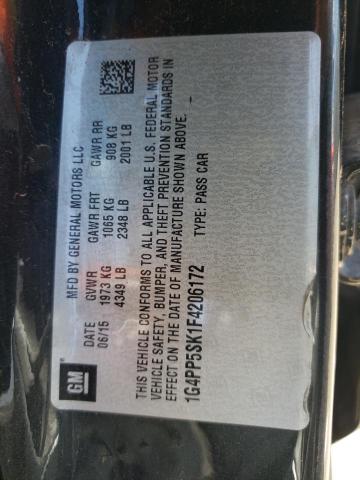 GM
MFD BY GENERAL MOTORS LLC
DATE GVWR GAWR FRT GAWR RR
06/15 1973 KG 1065 KG 908 KG
4349 LB 2348 LB 2001 LB
THIS VEHICLE CONFORMS TO ALL APPLICABLE U.S. FEDERAL MOTOR
VEHICLE SAFETY, BUMPER, AND THEFT PREVENTION STANDARDS IN
EFFECT ON THE DATE OF MANUFACTURE SHOWN ABOVE.
1G4PP5SK1F4206172 TYPE: PASS CAR